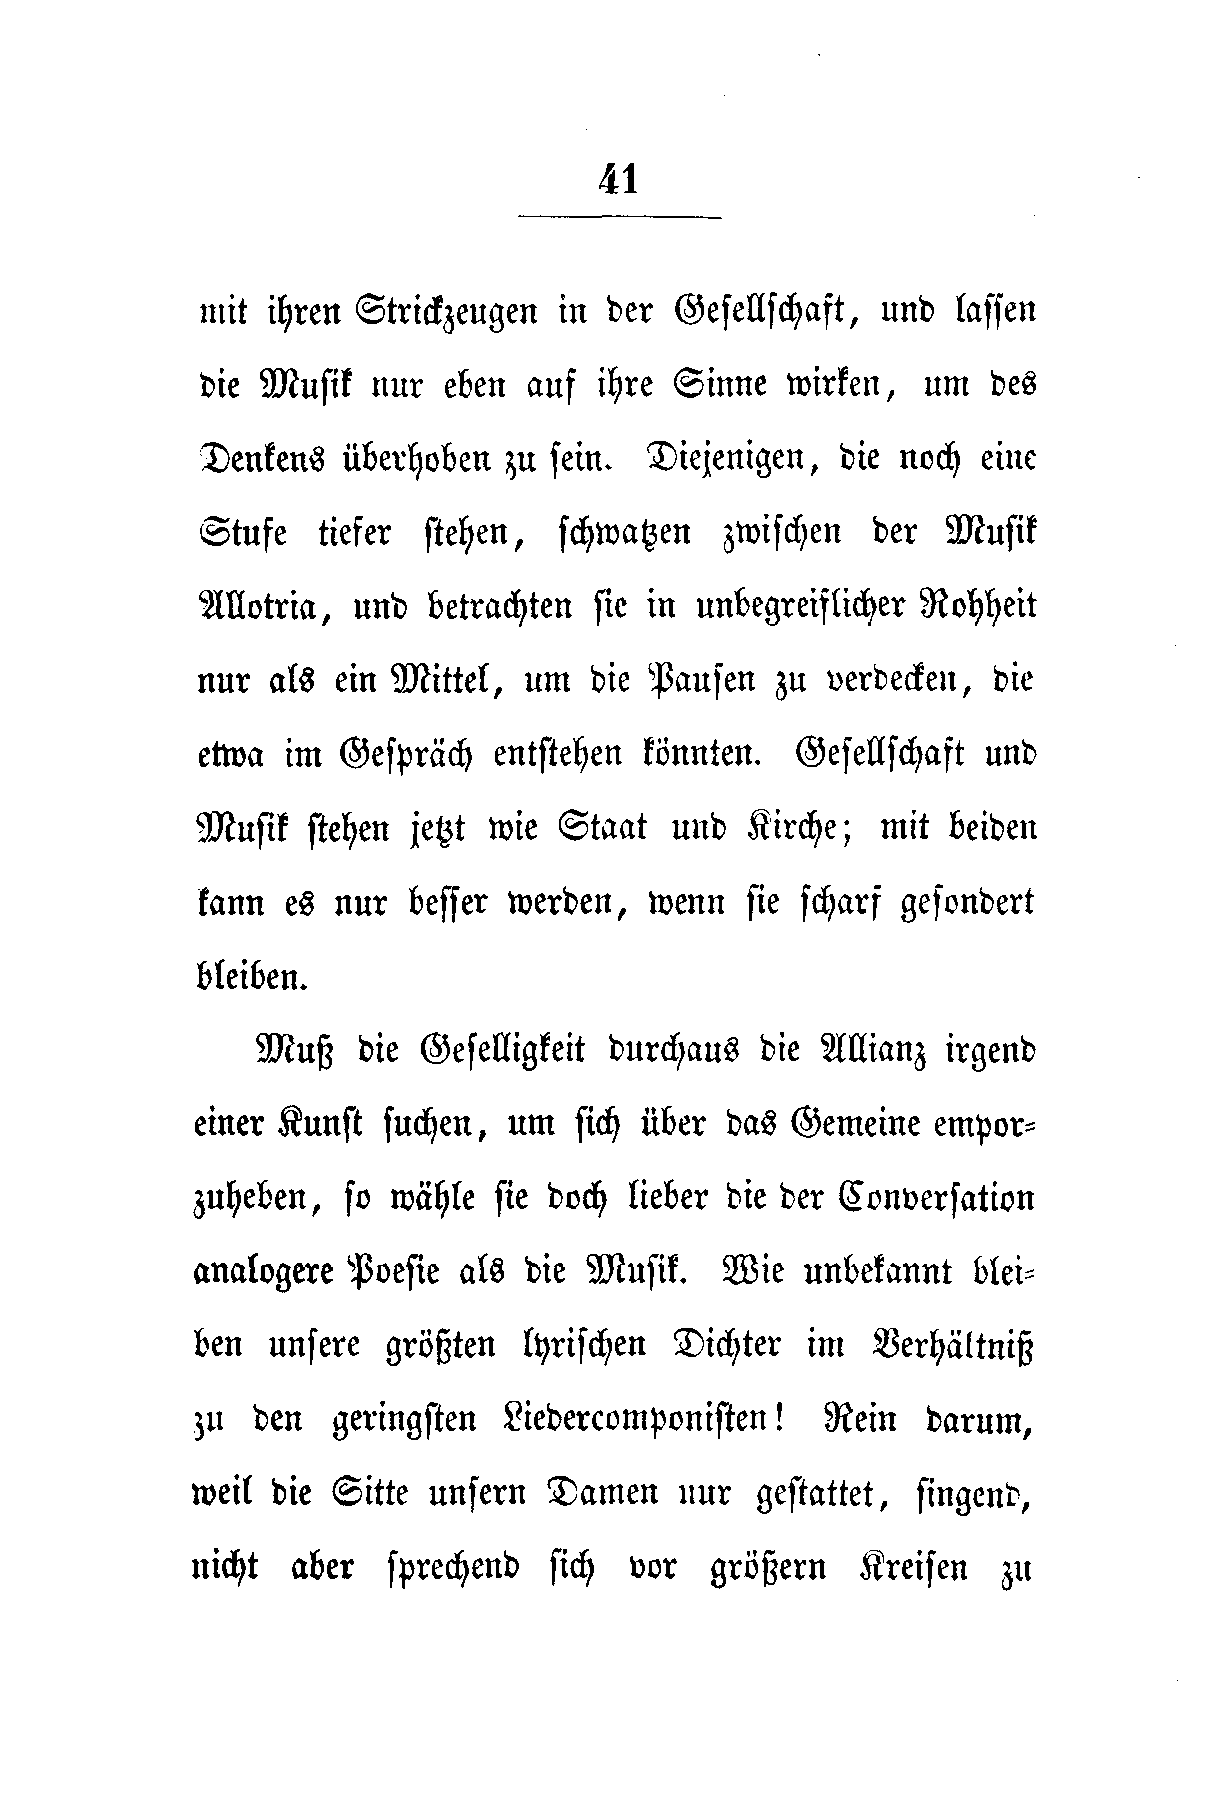 41
mit ihren Strickzeugen in der Gesellschaft, und lassen
die Musik nur eben auf ihre Sinne wirken, um des
Denkens überhoben zu sein. Diejenigen, die noch eine
Stufe tiefer stehen, schwatzen zwischen der Musik
Allotria, und betrachten sie in unbegreiflicher Rohheit
nur als ein Mittel, um die Pausen zu verdecken, die
etwa im Gespräch entstehen könnten. Gesellschaft und
Musik stehen jetzt wie Staat und Kirche; mit beiden
kann es nur besser werden, wenn sie scharf gesondert
bleiben.
Muß die Geselligkeit durchaus die Allianz irgend
einer Kunst suchen, um sich über das Gemeine empor-
zuheben, so wähle sie doch lieber die der Conversation
analogere Poesie als die Musik. Wie unbekannt blei-
ben unsere größten lyrischen Dichter im Verhältniß
zu den geringsten Liedercomponisten! Rein darum,
weil die Sitte unsern Damen nur gestattet, singend,
nicht aber sprechend sich vor größern Kreisen zu